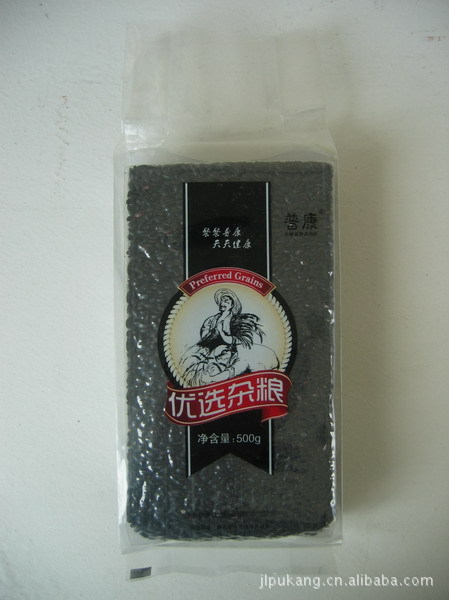 普康®
餐餐普康
天天健康
Preferred Grains
优选杂粮
净含量:500g
jlpukang.cn.alibaba.com